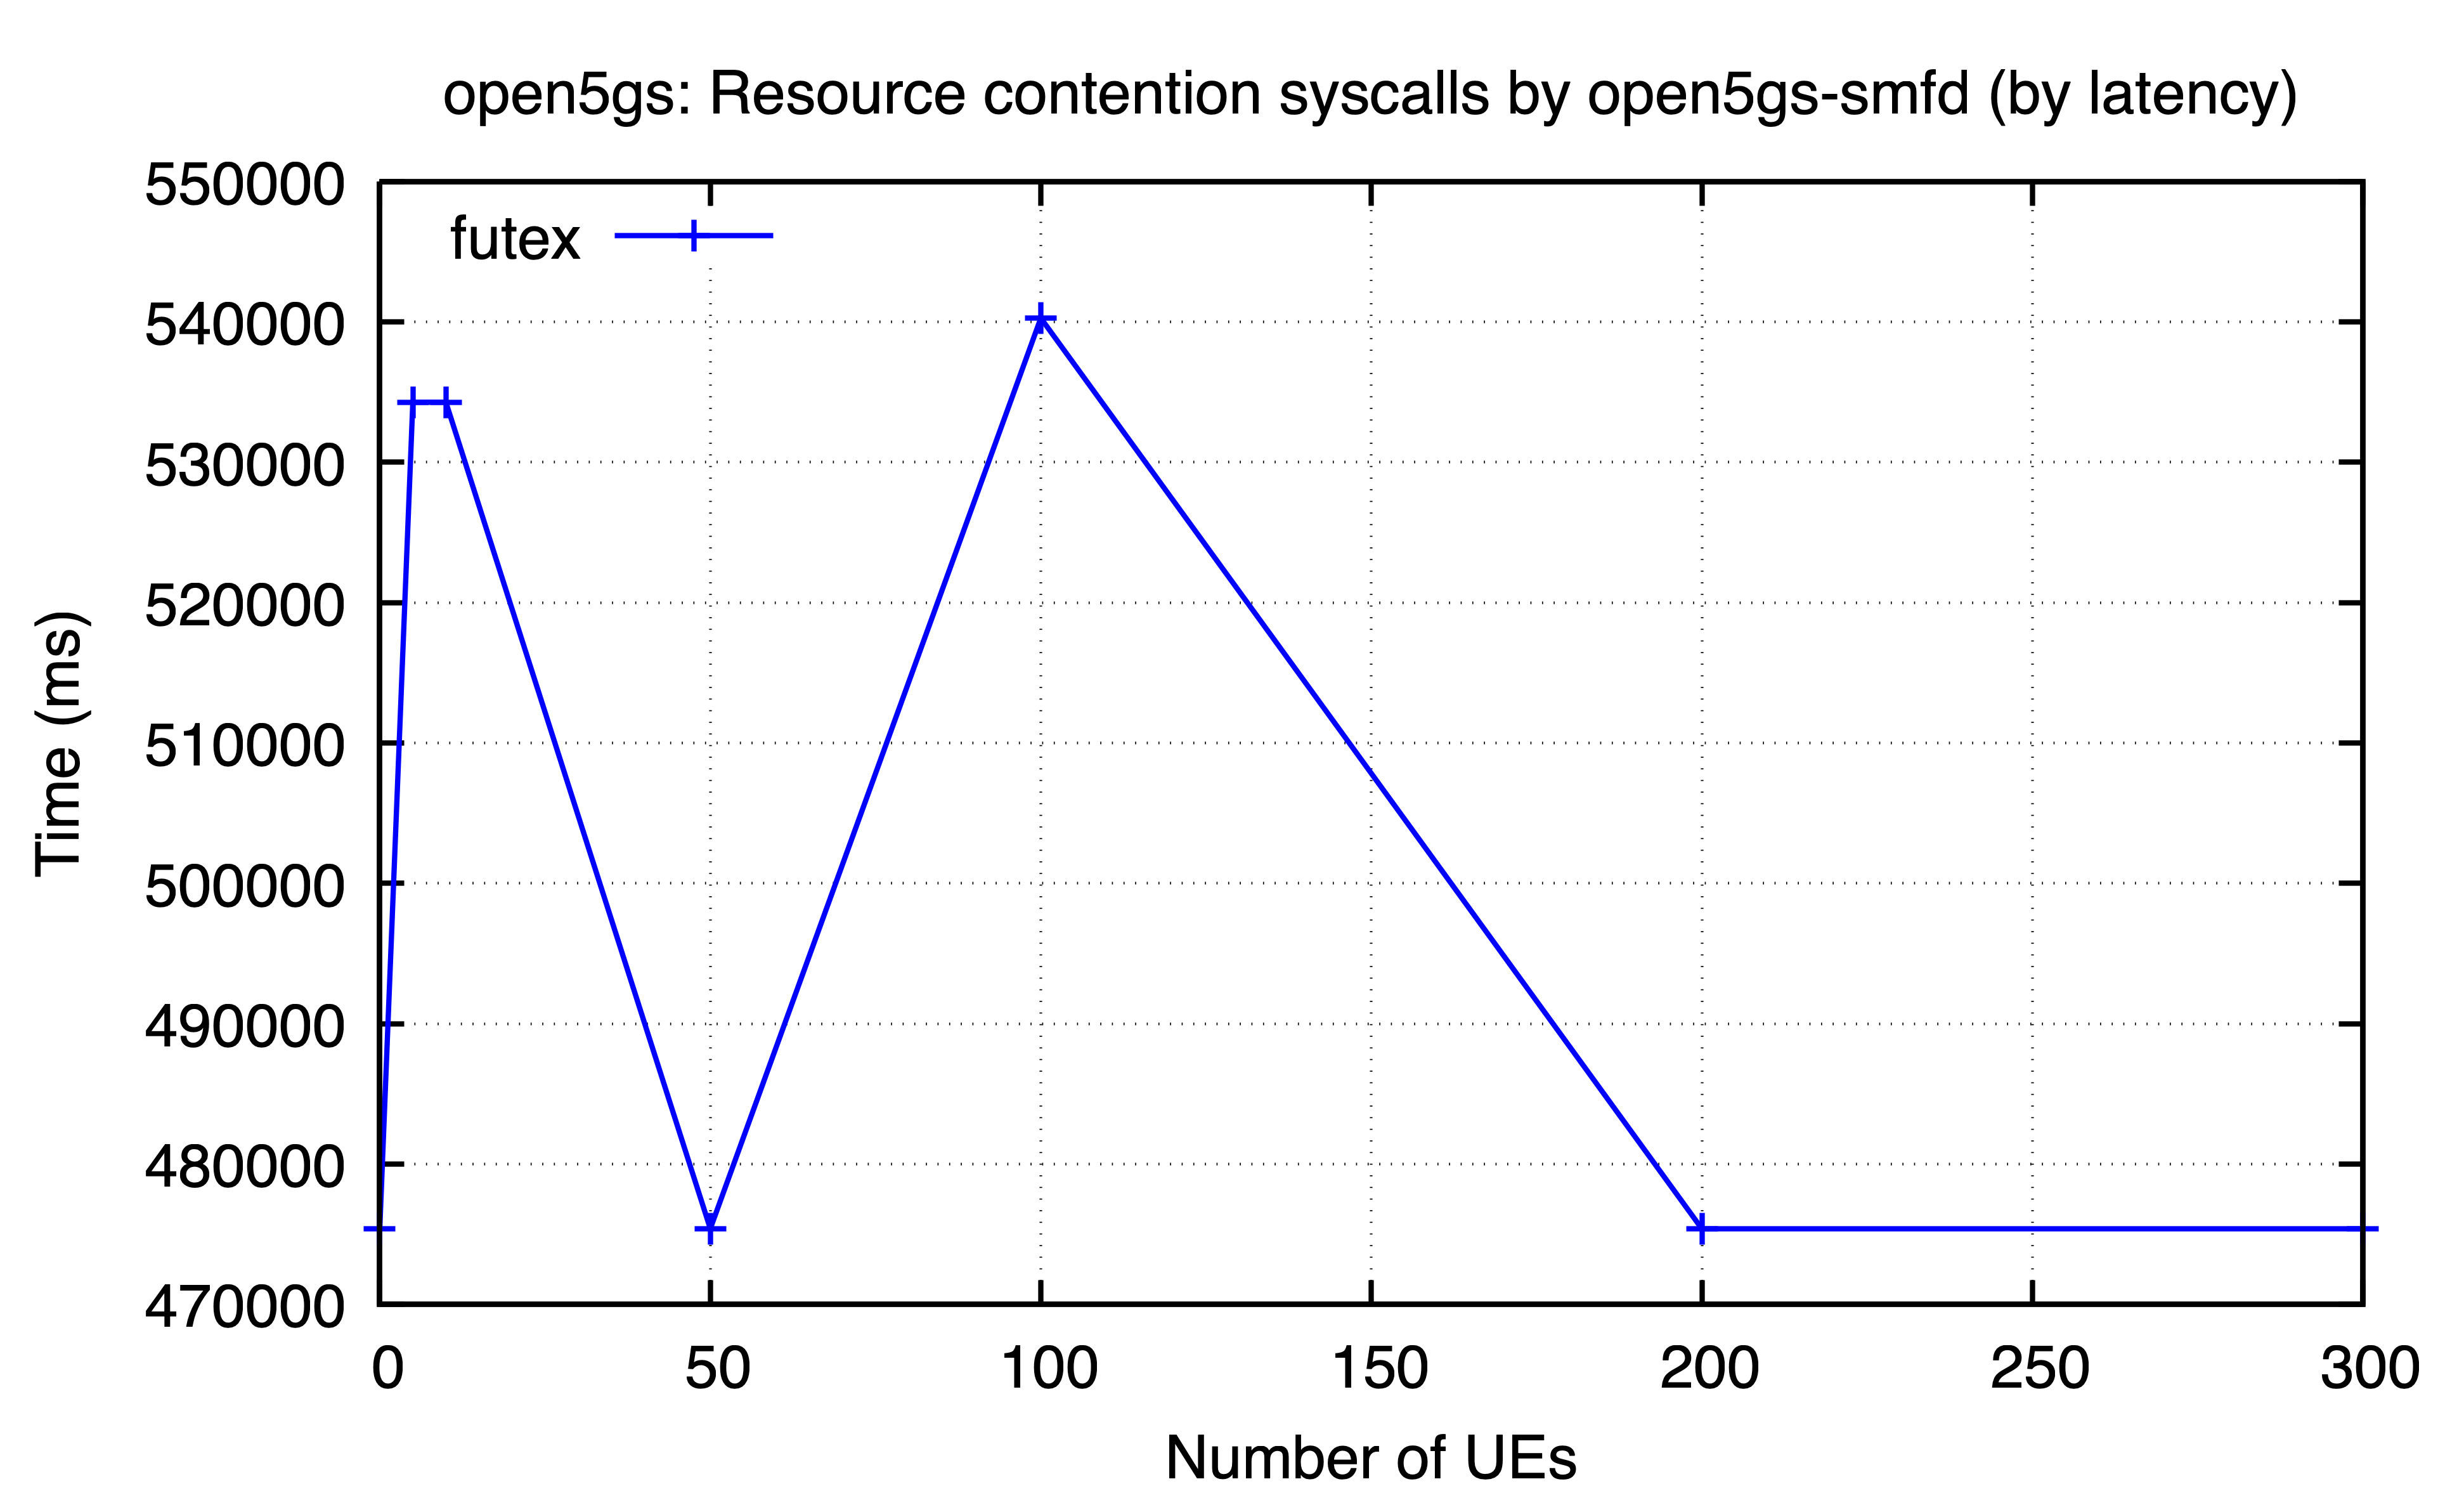 open5gs: Resource contention syscalls by open5gs-smfd (by latency)
550000
futex
540000
530000
520000
510000
500000
490000
480000
470000
Time (ms)
0 50 100 150 200 250 300
Number of UEs